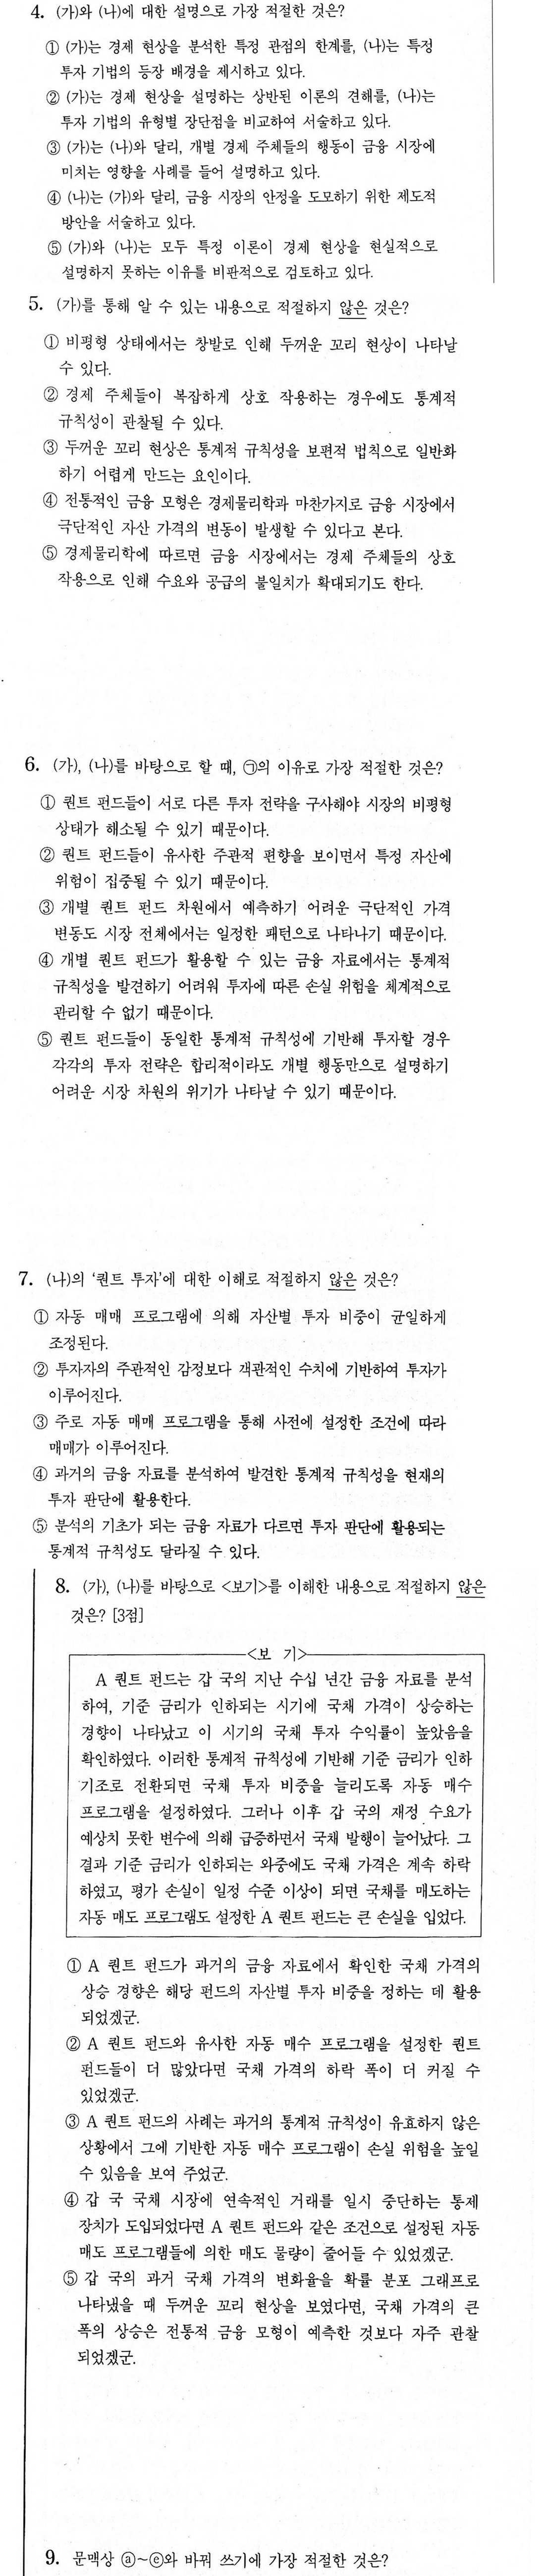 4. (가)와 (나)에 대한 설명으로 가장 적절한 것은?
① (가)는 경제 현상을 분석한 특정 관점의 한계를, (나)는 특정
투자 기법의 등장 배경을 제시하고 있다.
② (가)는 경제 현상을 설명하는 상반된 이론의 견해를, (나)는
투자 기법의 유형별 장단점을 비교하여 서술하고 있다.
③ (가)는 (나)와 달리, 개별 경제 주체들의 행동이 금융 시장에
미치는 영향을 사례를 들어 설명하고 있다.
④ (나)는 (가)와 달리, 금융 시장의 안정을 도모하기 위한 제도적
방안을 서술하고 있다.
⑤ (가)와 (나)는 모두 특정 이론이 경제 현상을 현실적으로
설명하지 못하는 이유를 비판적으로 검토하고 있다.
5. (가)를 통해 알 수 있는 내용으로 적절하지 않은 것은?
① 비평형 상태에서는 창발로 인해 두꺼운 꼬리 현상이 나타날
수 있다.
② 경제 주체들이 복잡하게 상호 작용하는 경우에도 통계적
규칙성이 관찰될 수 있다.
③ 두꺼운 꼬리 현상은 통계적 규칙성을 보편적 법칙으로 일반화
하기 어렵게 만드는 요인이다.
④ 전통적인 금융 모형은 경제물리학과 마찬가지로 금융 시장에서
극단적인 자산 가격의 변동이 발생할 수 있다고 본다.
⑤ 경제물리학에 따르면 금융 시장에서는 경제 주체들의 상호
작용으로 인해 수요와 공급의 불일치가 확대되기도 한다.
6. (가), (나)를 바탕으로 할 때, ㉠의 이유로 가장 적절한 것은?
① 퀀트 펀드들이 서로 다른 투자 전략을 구사해야 시장의 비평형
상태가 해소될 수 있기 때문이다.
② 퀀트 펀드들이 유사한 주관적 편향을 보이면서 특정 자산에
위험이 집중될 수 있기 때문이다.
③ 개별 퀀트 펀드 차원에서 예측하기 어려운 극단적인 가격
변동도 시장 전체에서는 일정한 패턴으로 나타나기 때문이다.
④ 개별 퀀트 펀드가 활용할 수 있는 금융 자료에서는 통계적
규칙성을 발견하기 어려워 투자에 따른 손실 위험을 체계적으로
관리할 수 없기 때문이다.
⑤ 퀀트 펀드들이 동일한 통계적 규칙성에 기반해 투자할 경우
각각의 투자 전략은 합리적이라도 개별 행동만으로 설명하기
어려운 시장 차원의 위기가 나타날 수 있기 때문이다.
7. (나)의 '퀀트 투자'에 대한 이해로 적절하지 않은 것은?
① 자동 매매 프로그램에 의해 자산별 투자 비중이 균일하게
조정된다.
② 투자자의 주관적인 감정보다 객관적인 수치에 기반하여 투자가
이루어진다.
③ 주로 자동 매매 프로그램을 통해 사전에 설정한 조건에 따라
매매가 이루어진다.
④ 과거의 금융 자료를 분석하여 발견한 통계적 규칙성을 현재의
투자 판단에 활용한다.
⑤ 분석의 기초가 되는 금융 자료가 다르면 투자 판단에 활용되는
통계적 규칙성도 달라질 수 있다.
8. (가), (나)를 바탕으로 <보기>를 이해한 내용으로 적절하지 않은
것은? [3점]
<보 기>
A 퀀트 펀드는 갑 국의 지난 수십 년간 금융 자료를 분석
하여, 기준 금리가 인하되는 시기에 국채 가격이 상승하는
경향이 나타났고 이 시기의 국채 투자 수익률이 높았음을
확인하였다. 이러한 통계적 규칙성에 기반해 기준 금리가 인하
기조로 전환되면 국채 투자 비중을 늘리도록 자동 매수
프로그램을 설정하였다. 그러나 이후 갑 국의 재정 수요가
예상치 못한 변수에 의해 급증하면서 국채 발행이 늘어났다. 그
결과 기준 금리가 인하되는 와중에도 국채 가격은 계속 하락
하였고, 평가 손실이 일정 수준 이상이 되면 국채를 매도하는
자동 매도 프로그램도 설정한 A 퀀트 펀드는 큰 손실을 입었다.
① A 퀀트 펀드가 과거의 금융 자료에서 확인한 국채 가격의
상승 경향은 해당 펀드의 자산별 투자 비중을 정하는 데 활용
되었겠군.
② A 퀀트 펀드와 유사한 자동 매수 프로그램을 설정한 퀀트
펀드들이 더 많았다면 국채 가격의 하락 폭이 더 커질 수
있었겠군.
③ A 퀀트 펀드의 사례는 과거의 통계적 규칙성이 유효하지 않은
상황에서 그에 기반한 자동 매수 프로그램이 손실 위험을 높일
수 있음을 보여 주었군.
④ 갑 국 국채 시장에 연속적인 거래를 일시 중단하는 통제
장치가 도입되었다면 A 퀀트 펀드와 같은 조건으로 설정된 자동
매도 프로그램들에 의한 매도 물량이 줄어들 수 있었겠군.
⑤ 갑 국의 과거 국채 가격의 변화율을 확률 분포 그래프로
나타냈을 때 두꺼운 꼬리 현상을 보였다면, 국채 가격의 큰
폭의 상승은 전통적 금융 모형이 예측한 것보다 자주 관찰
되었겠군.
9. 문맥상 ⓐ~ⓔ와 바꿔 쓰기에 가장 적절한 것은?